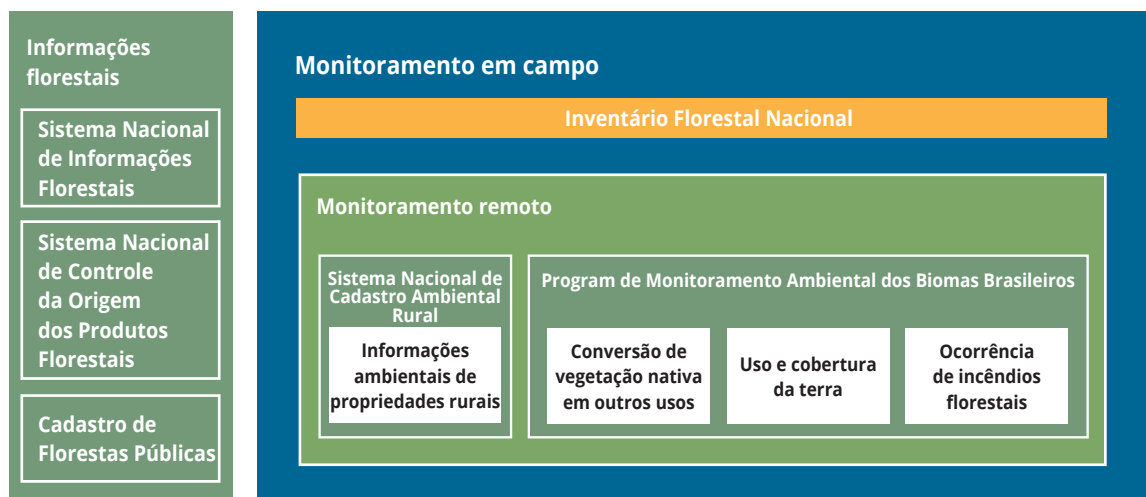 Informações
florestais
Sistema Nacional
de Informações
Florestais
Sistema Nacional
de Controle
da Origem
dos Produtos
Florestais
Cadastro de
Florestas Públicas
Monitoramento em campo
Inventário Florestal Nacional
Monitoramento remoto
Sistema Nacional de
Cadastro Ambiental
Rural
Informações
ambientais de
propriedades rurais
Program de Monitoramento Ambiental dos Biomas Brasileiros
Conversão de
vegetação nativa
em outros usos
Uso e cobertura
da terra
Ocorrência
de incêndios
florestais